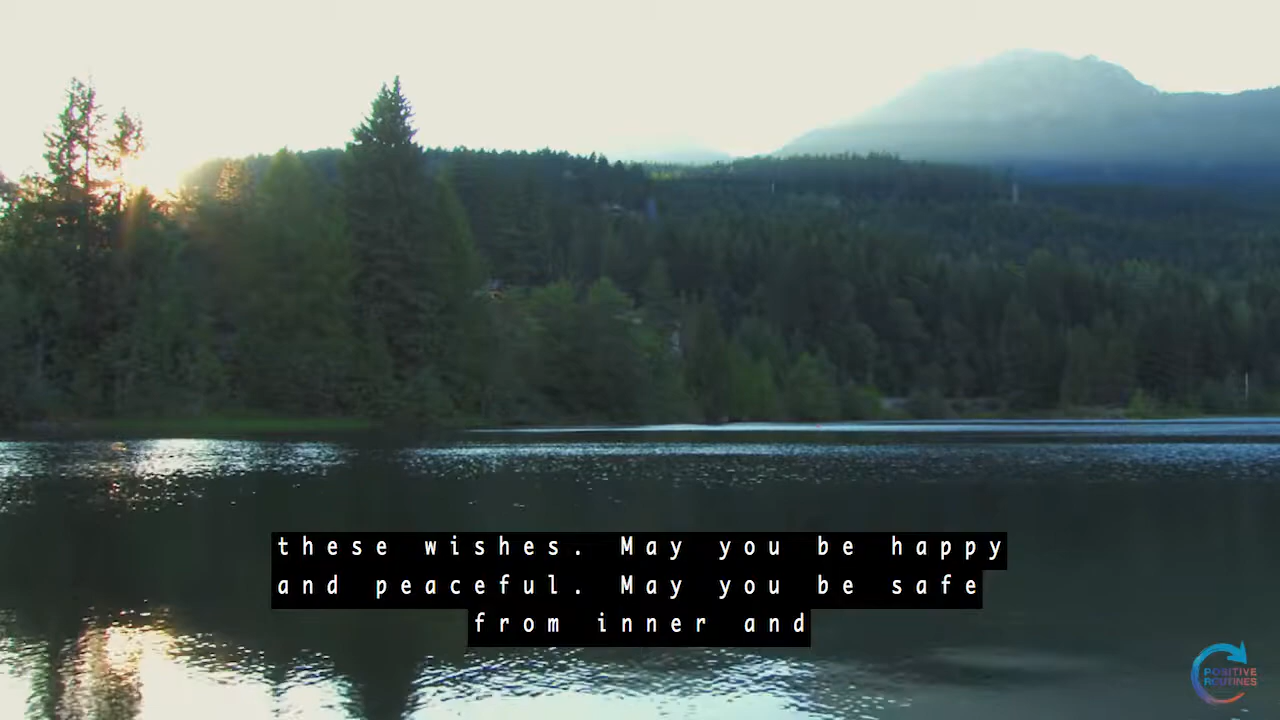 these wishes. May you be happy
and peaceful. May you be safe
from inner and
POSITIVE
ROUTINES